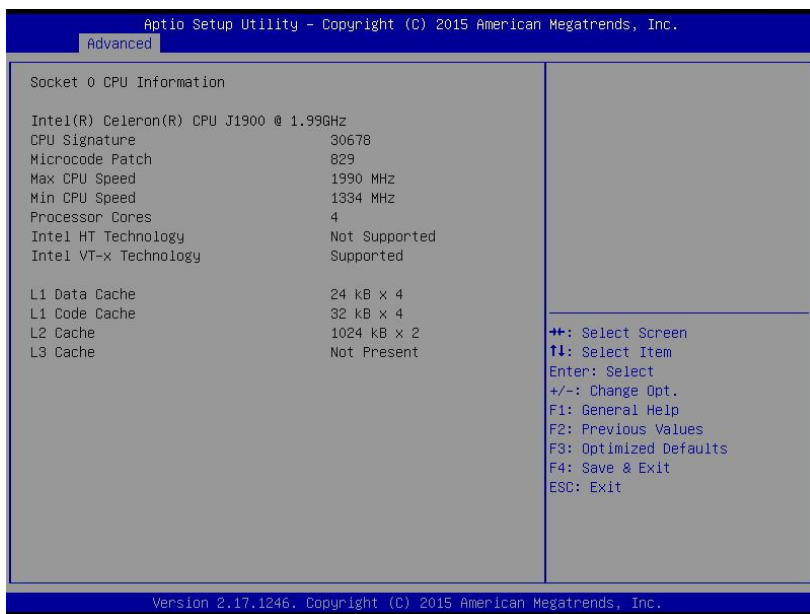 Aptio Setup Utility – Copyright (C) 2015 American Megatrends, Inc.
Advanced
Socket 0 CPU Information
Intel(R) Celeron(R) CPU J1900 @ 1.99GHz
CPU Signature 30678
Microcode Patch 829
Max CPU Speed 1990 MHz
Min CPU Speed 1334 MHz
Processor Cores 4
Intel HT Technology Not Supported
Intel VT-x Technology Supported
L1 Data Cache 24 kB x 4
L1 Code Cache 32 kB x 4
L2 Cache 1024 kB x 2
L3 Cache Not Present
→←: Select Screen
↑↓: Select Item
Enter: Select
+/-: Change Opt.
F1: General Help
F2: Previous Values
F3: Optimized Defaults
F4: Save & Exit
ESC: Exit
Version 2.17.1246. Copyright (C) 2015 American Megatrends, Inc.